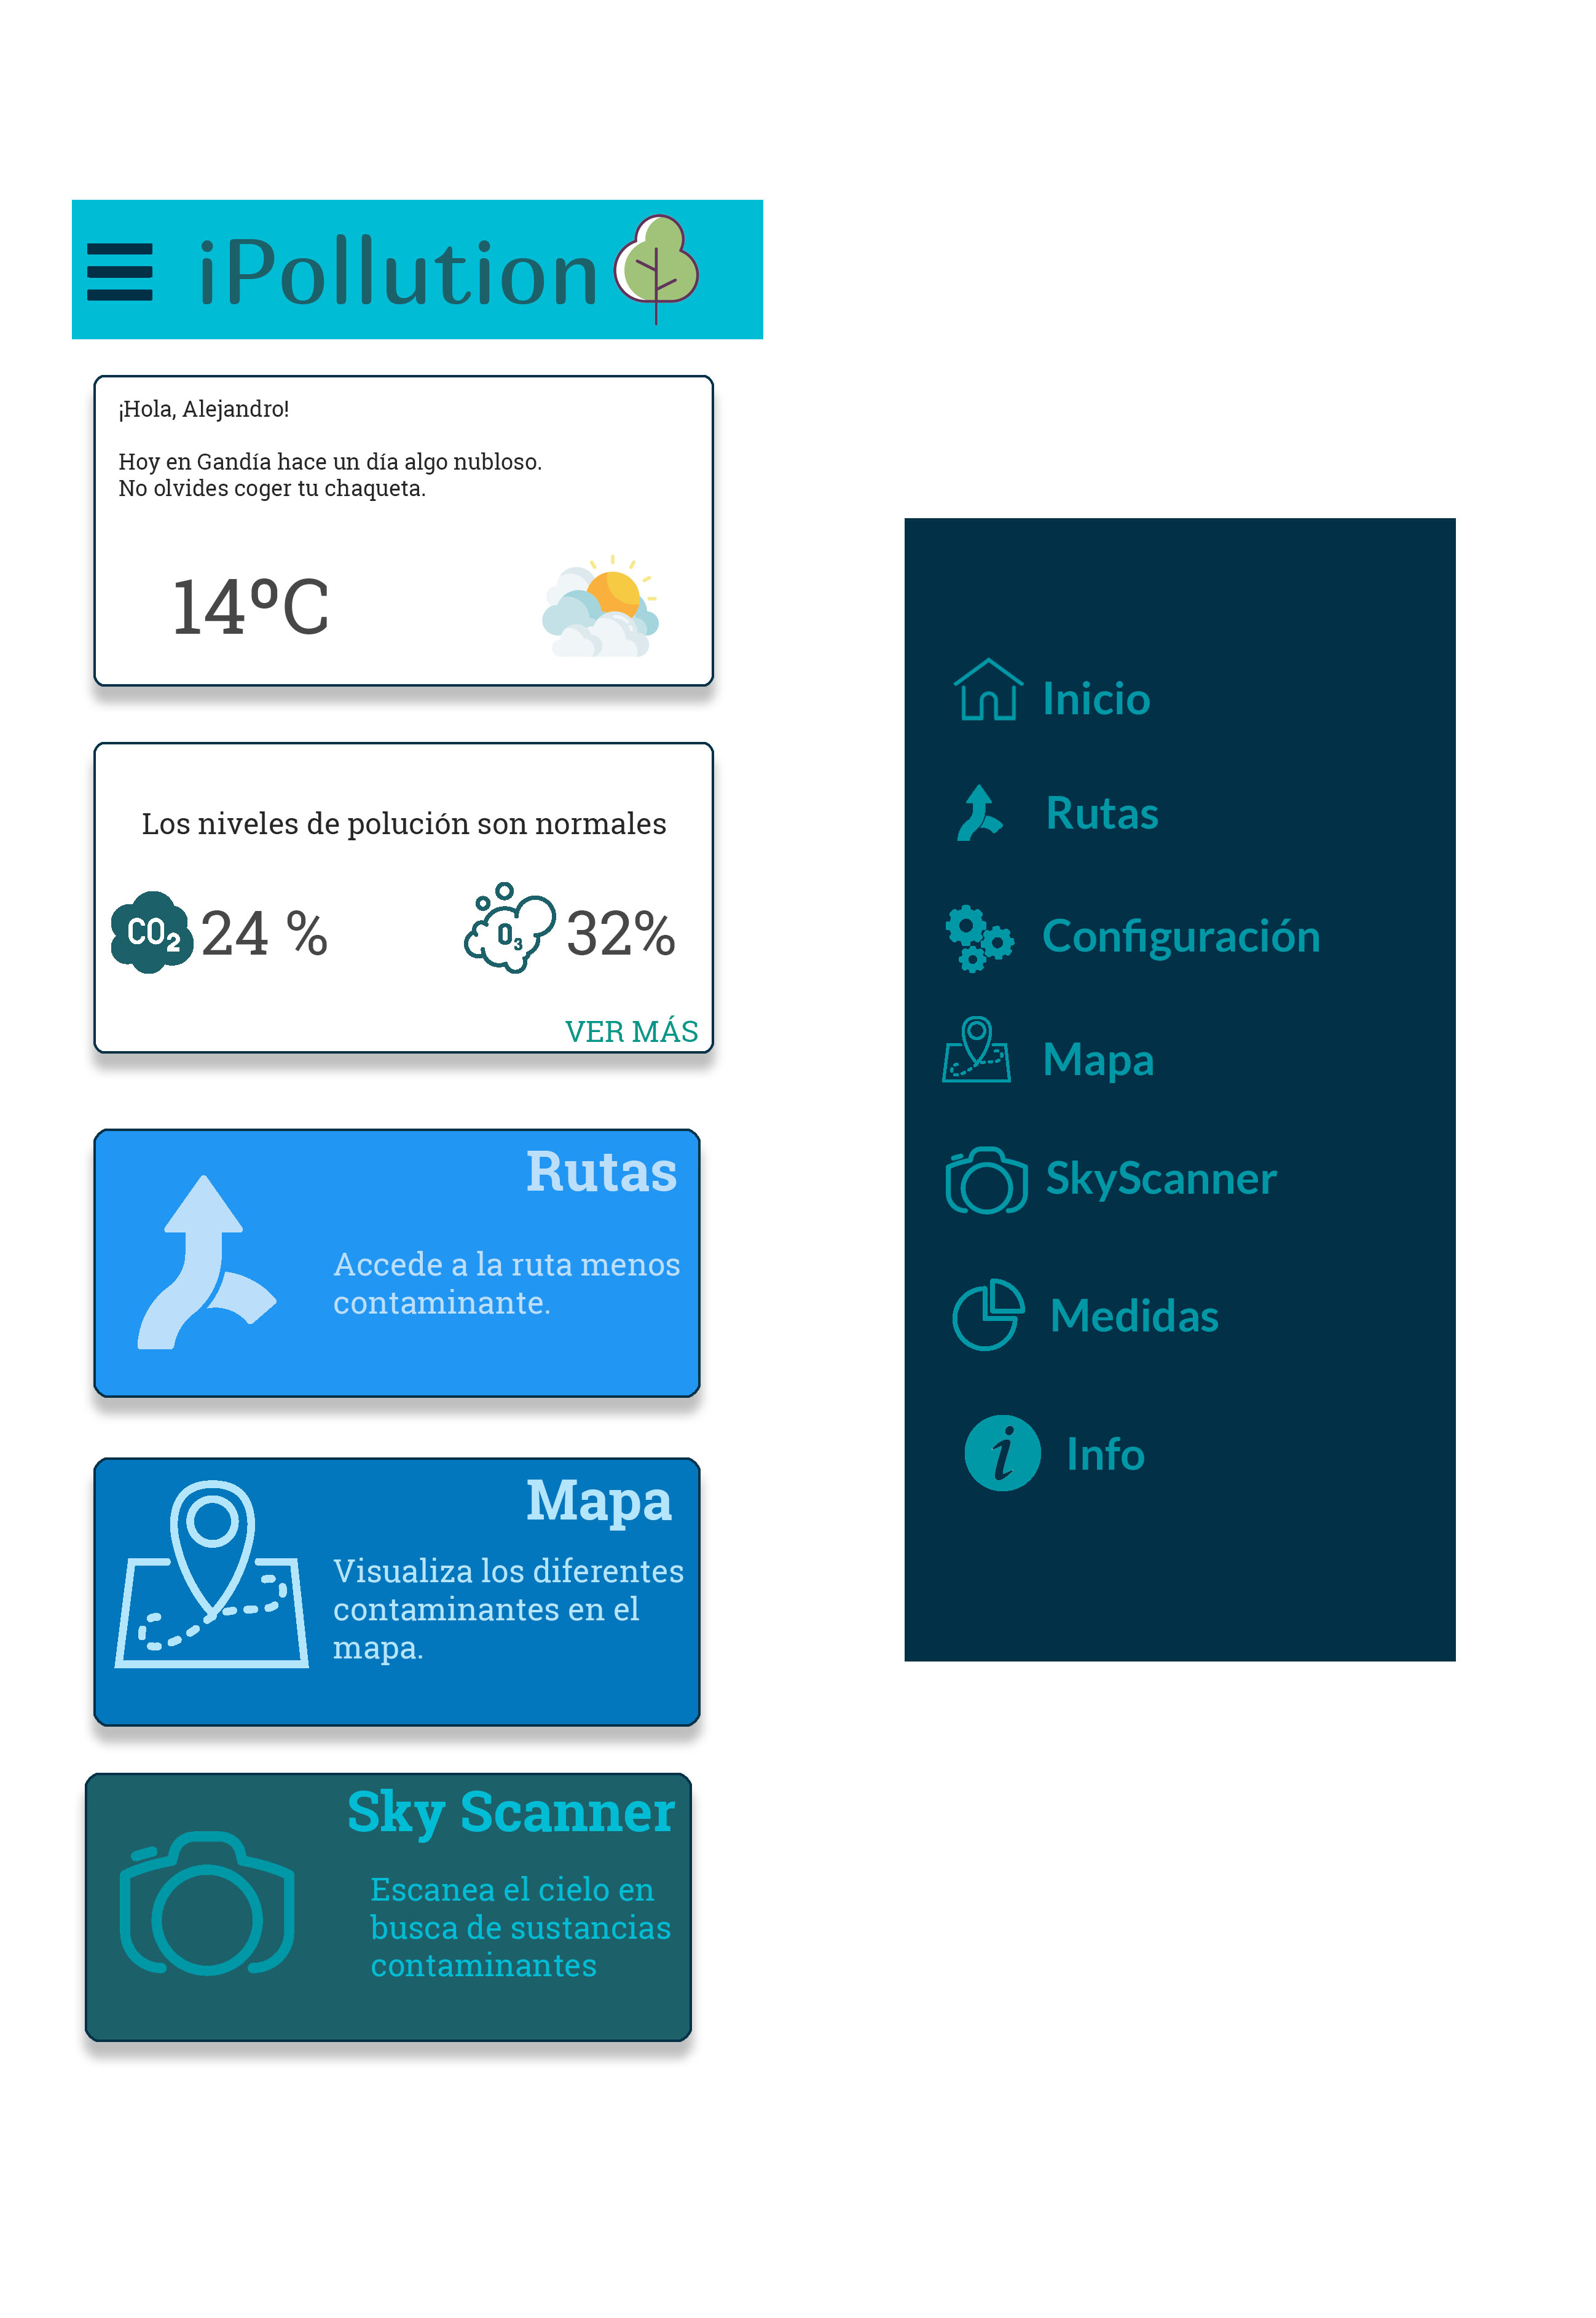 iPollution
¡Hola, Alejandro!
Hoy en Gandía hace un día algo nubloso.
No olvides coger tu chaqueta.
14ºC
Los niveles de polución son normales
CO2 24 % O3 32%
VER MÁS
Rutas
Accede a la ruta menos
contaminante.
Mapa
Visualiza los diferentes
contaminantes en el
mapa.
Sky Scanner
Escanea el cielo en
busca de sustancias
contaminantes
Inicio
Rutas
Configuración
Mapa
SkyScanner
Medidas
i Info